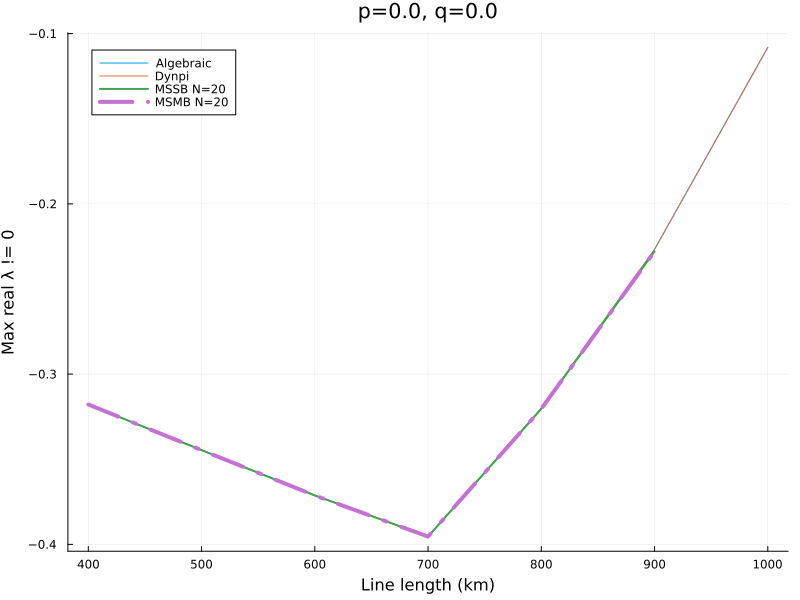 p=0.0, q=0.0
Algebraic
Dynpi
MSSB N=20
MSMB N=20
Max real λ != 0
−0.1
−0.2
−0.3
−0.4
400 500 600 700 800 900 1000
Line length (km)